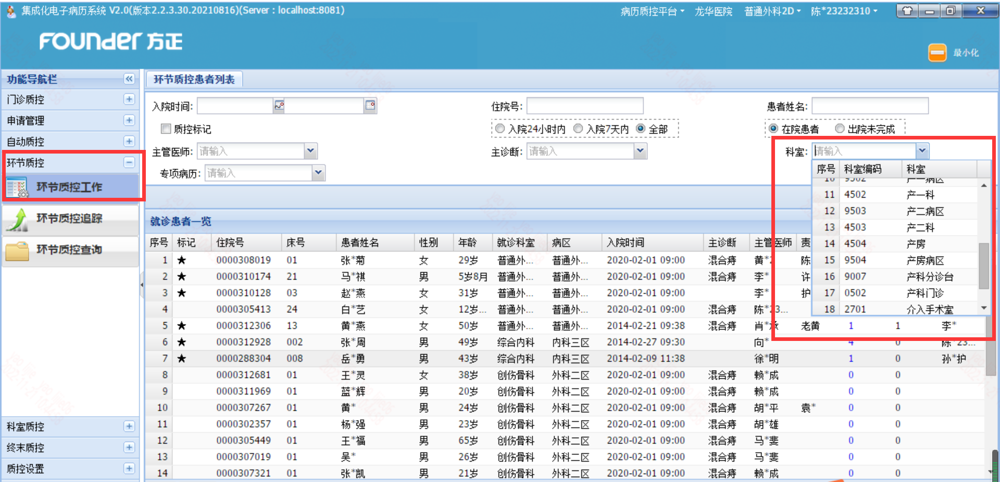 集成化电子病历系统 V2.0(版本2.2.3.30.20210816)(Server : localhost:8081)
病历质控平台 龙华医院 普通外科2D 陈*23232310
FOUNDER 方正
最小化
功能导航栏
门诊质控
申请管理
自动质控
环节质控
环节质控工作
环节质控追踪
环节质控查询
科室质控
终末质控
质控设置
环节质控患者列表
入院时间: 住院号: 患者姓名:
质控标记 入院24小时内 入院7天内 全部 在院患者 出院未完成
主管医师: 请输入 主诊断: 请输入 科室: 请输入
专项病历: 请输入
序号 科室编码 科室
10 9502 产一病区
11 4502 产一科
12 9503 产二病区
13 4503 产二科
14 4504 产房
15 9504 产房病区
16 9007 产科分诊台
17 0502 产科门诊
18 2701 介入手术室
就诊患者一览
序号 标记 住院号 床号 患者姓名 性别 年龄 就诊科室 病区 入院时间 主诊断 主管医师 责
1 ★ 0000308019 01 张*菊 女 29岁 普通外... 普通外... 2020-02-01 09:00 混合痔 黄*2 陈
2 ★ 0000310174 21 马*祺 男 5岁8月 普通外... 普通外... 2020-02-01 09:00 混合痔 李* 许
3 ★ 0000310128 03 赵*燕 女 31岁 普通外... 普通外... 2020-02-01 09:00 李* 护
4 0000305413 24 白*艺 女 12岁... 普通外... 普通外... 2020-02-01 09:00 混合痔 陈*23...
5 ★ 0000312306 13 黄*燕 女 50岁 普通外... 普通外... 2014-02-21 09:38 混合痔 肖*承 老黄 1 1 李*
6 ★ 0000312928 002 张*周 男 49岁 综合内科 内科三区 2014-02-27 09:30 向* 4 0 陈*23...
7 ★ 0000288304 008 岳*勇 男 43岁 综合内科 内科三区 2014-02-09 11:38 徐*明 1 0 孙*护
8 0000312681 01 王*灵 女 38岁 创伤骨科 外科二区 2020-02-01 09:00 混合痔 赖*成 0 0
9 0000311969 01 蓝*辉 男 20岁 创伤骨科 外科二区 2020-02-01 09:00 混合痔 赖*成 0 0
10 0000307267 01 黄* 男 24岁 创伤骨科 外科二区 2020-02-01 09:00 混合痔 胡*平 袁* 0 0
11 0000302357 01 杨*强 男 23岁 创伤骨科 外科二区 2020-02-01 09:00 混合痔 胡*雄 0 0
12 0000305449 01 王*福 男 65岁 创伤骨科 外科二区 2020-02-01 09:00 混合痔 马*斐 0 0
13 0000307019 01 吴* 男 26岁 创伤骨科 外科二区 2020-02-01 09:00 混合痔 马*斐 0 0
14 0000307321 01 张*凯 男 21岁 创伤骨科 外科二区 2020-02-01 09:00 混合痔 赖*成 0 0